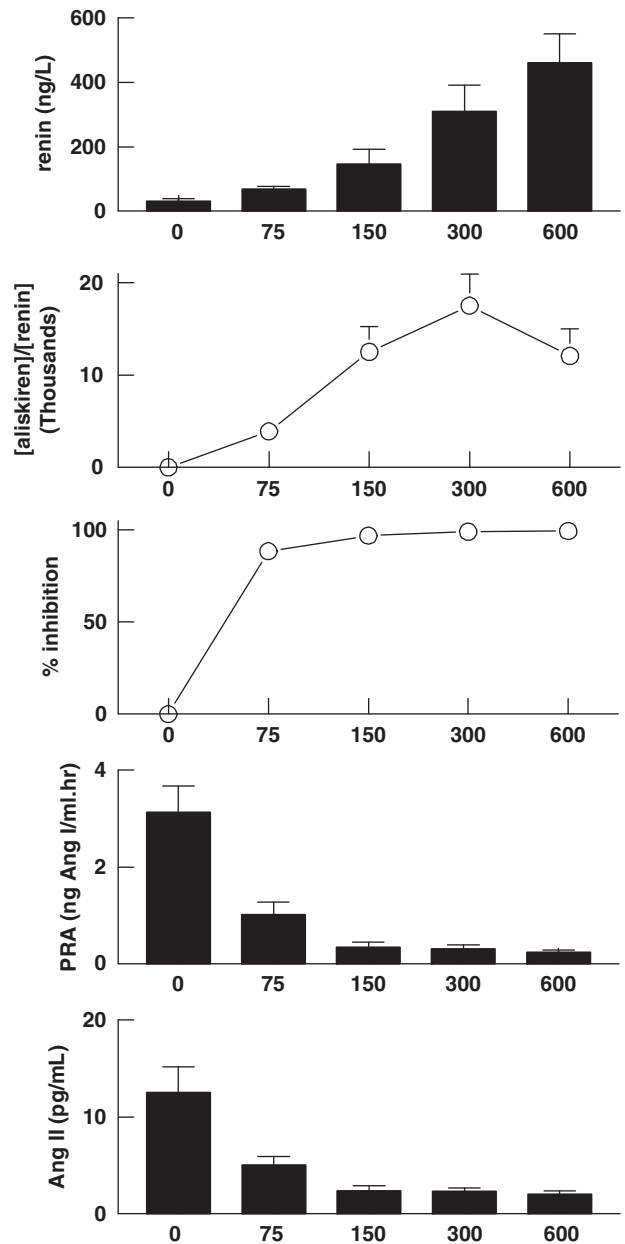 renin (ng/L)
600
400
200
0
0 75 150 300 600
[aliskiren]/[renin]
(Thousands)
20
10
0
0 75 150 300 600
% inhibition
100
50
0
0 75 150 300 600
PRA (ng Ang I/ml.hr)
4
2
0
0 75 150 300 600
Ang II (pg/mL)
20
10
0
0 75 150 300 600